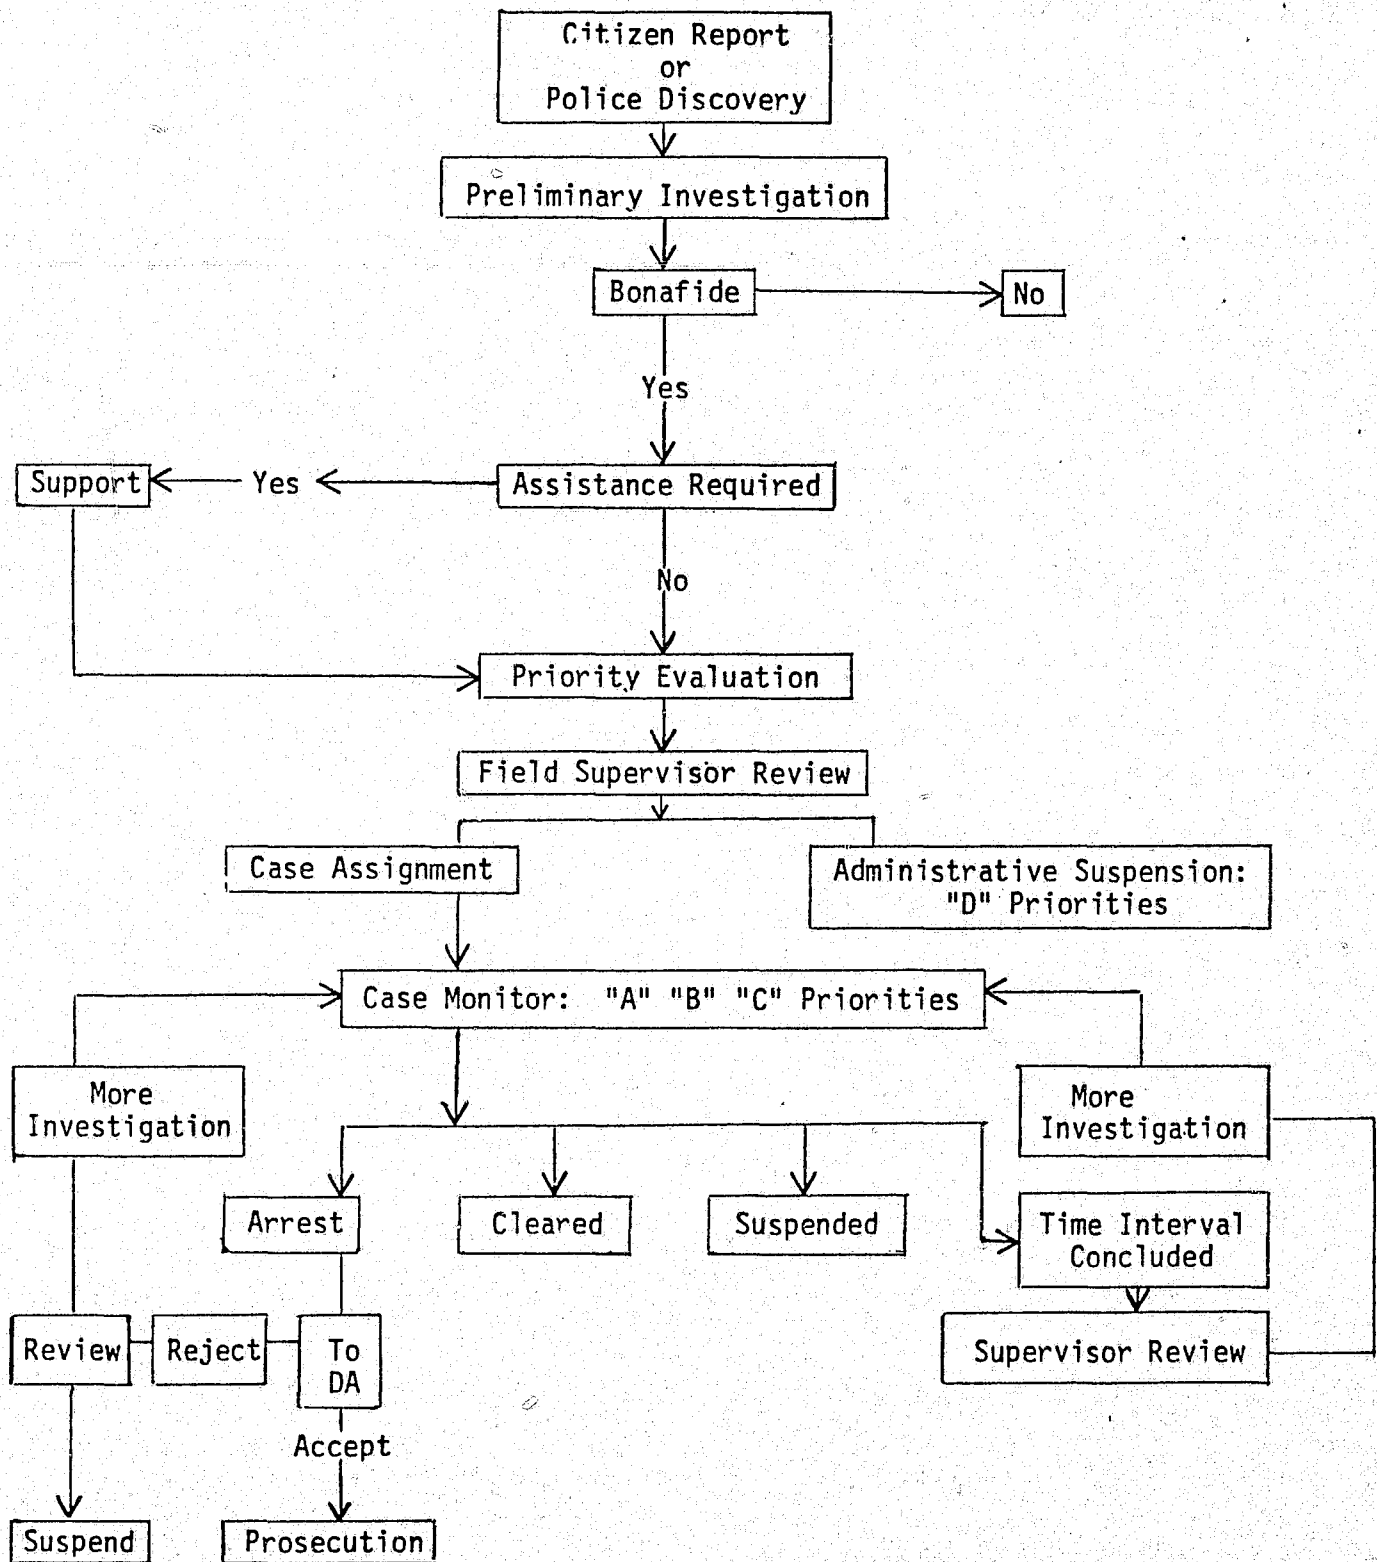 Citizen Report
or
Police Discovery
Preliminary Investigation
Bonafide
No
Yes
Support
Yes
Assistance Required
No
Priority Evaluation
Field Supervisor Review
Case Assignment
Administrative Suspension:
"D" Priorities
Case Monitor: "A" "B" "C" Priorities
More
Investigation
More
Investigation
Arrest
Cleared
Suspended
Time Interval
Concluded
Review
Reject
To
DA
Supervisor Review
Accept
Suspend
Prosecution